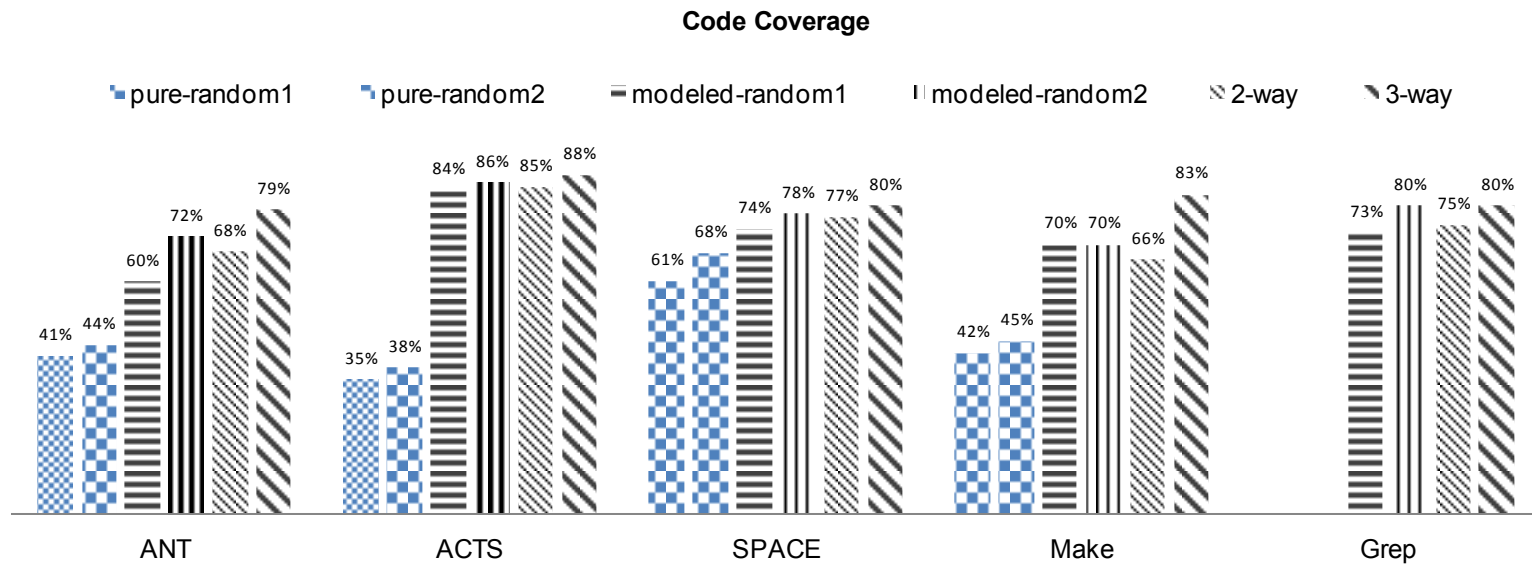 Code Coverage
pure-random1 pure-random2 modeled-random1 modeled-random2 2-way 3-way
41% 44% 60% 72% 68% 79%
35% 38% 84% 86% 85% 88%
61% 68% 74% 78% 77% 80%
42% 45% 70% 70% 66% 83%
73% 80% 75% 80%
ANT ACTS SPACE Make Grep